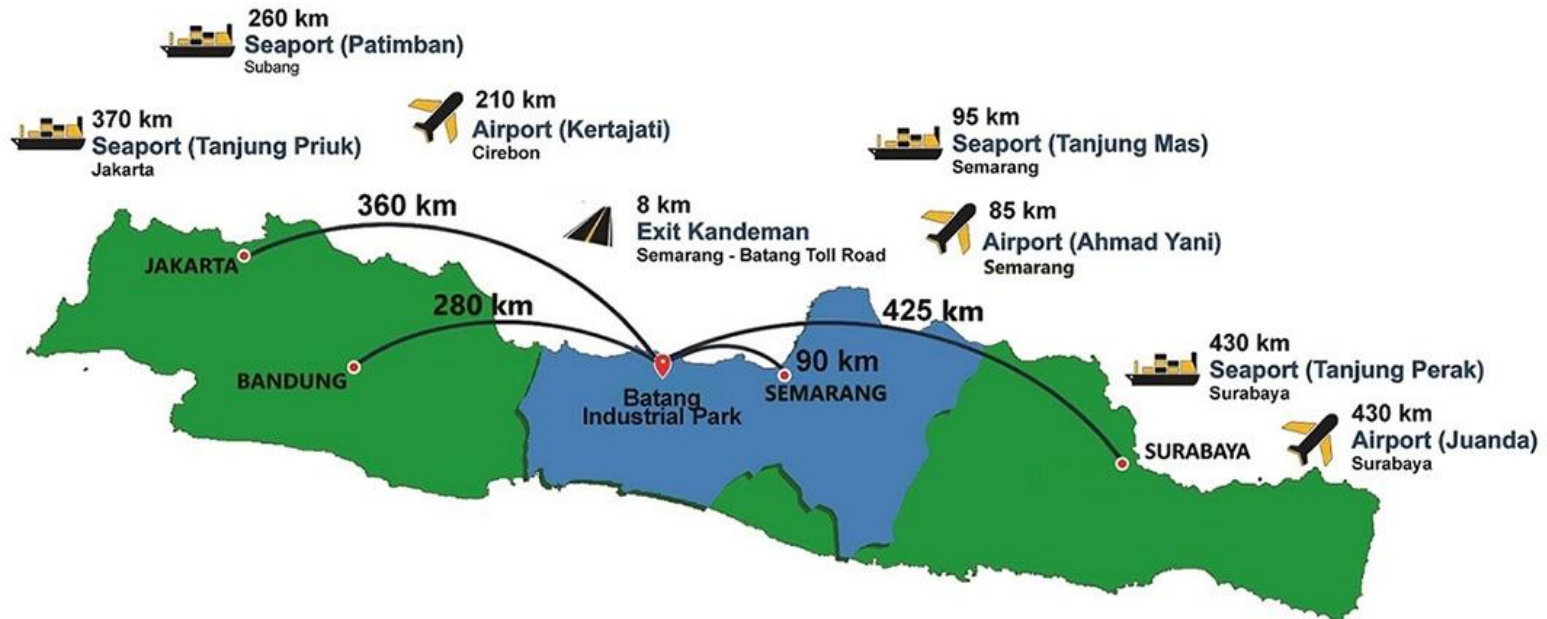 260 km
Seaport (Patimban)
Subang
370 km
Seaport (Tanjung Priuk)
Jakarta
210 km
Airport (Kertajati)
Cirebon
95 km
Seaport (Tanjung Mas)
Semarang
8 km
Exit Kandeman
Semarang - Batang Toll Road
85 km
Airport (Ahmad Yani)
Semarang
360 km
JAKARTA
280 km
BANDUNG
425 km
90 km
SEMARANG
Batang
Industrial Park
430 km
Seaport (Tanjung Perak)
Surabaya
430 km
Airport (Juanda)
Surabaya
SURABAYA